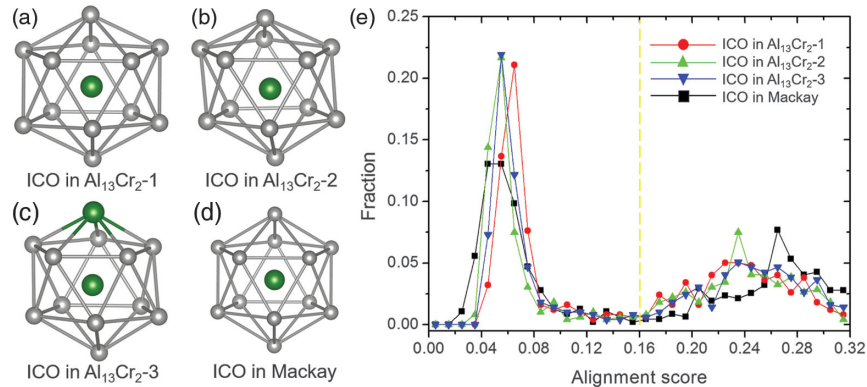 (a)
(b)
ICO in Al₁₃Cr₂-1
ICO in Al₁₃Cr₂-2
(c)
(d)
ICO in Al₁₃Cr₂-3
ICO in Mackay
(e)
0.25
0.20
0.15
0.10
0.05
0.00
Fraction
ICO in Al₁₃Cr₂-1
ICO in Al₁₃Cr₂-2
ICO in Al₁₃Cr₂-3
ICO in Mackay
0.00 0.04 0.08 0.12 0.16 0.20 0.24 0.28 0.32
Alignment score